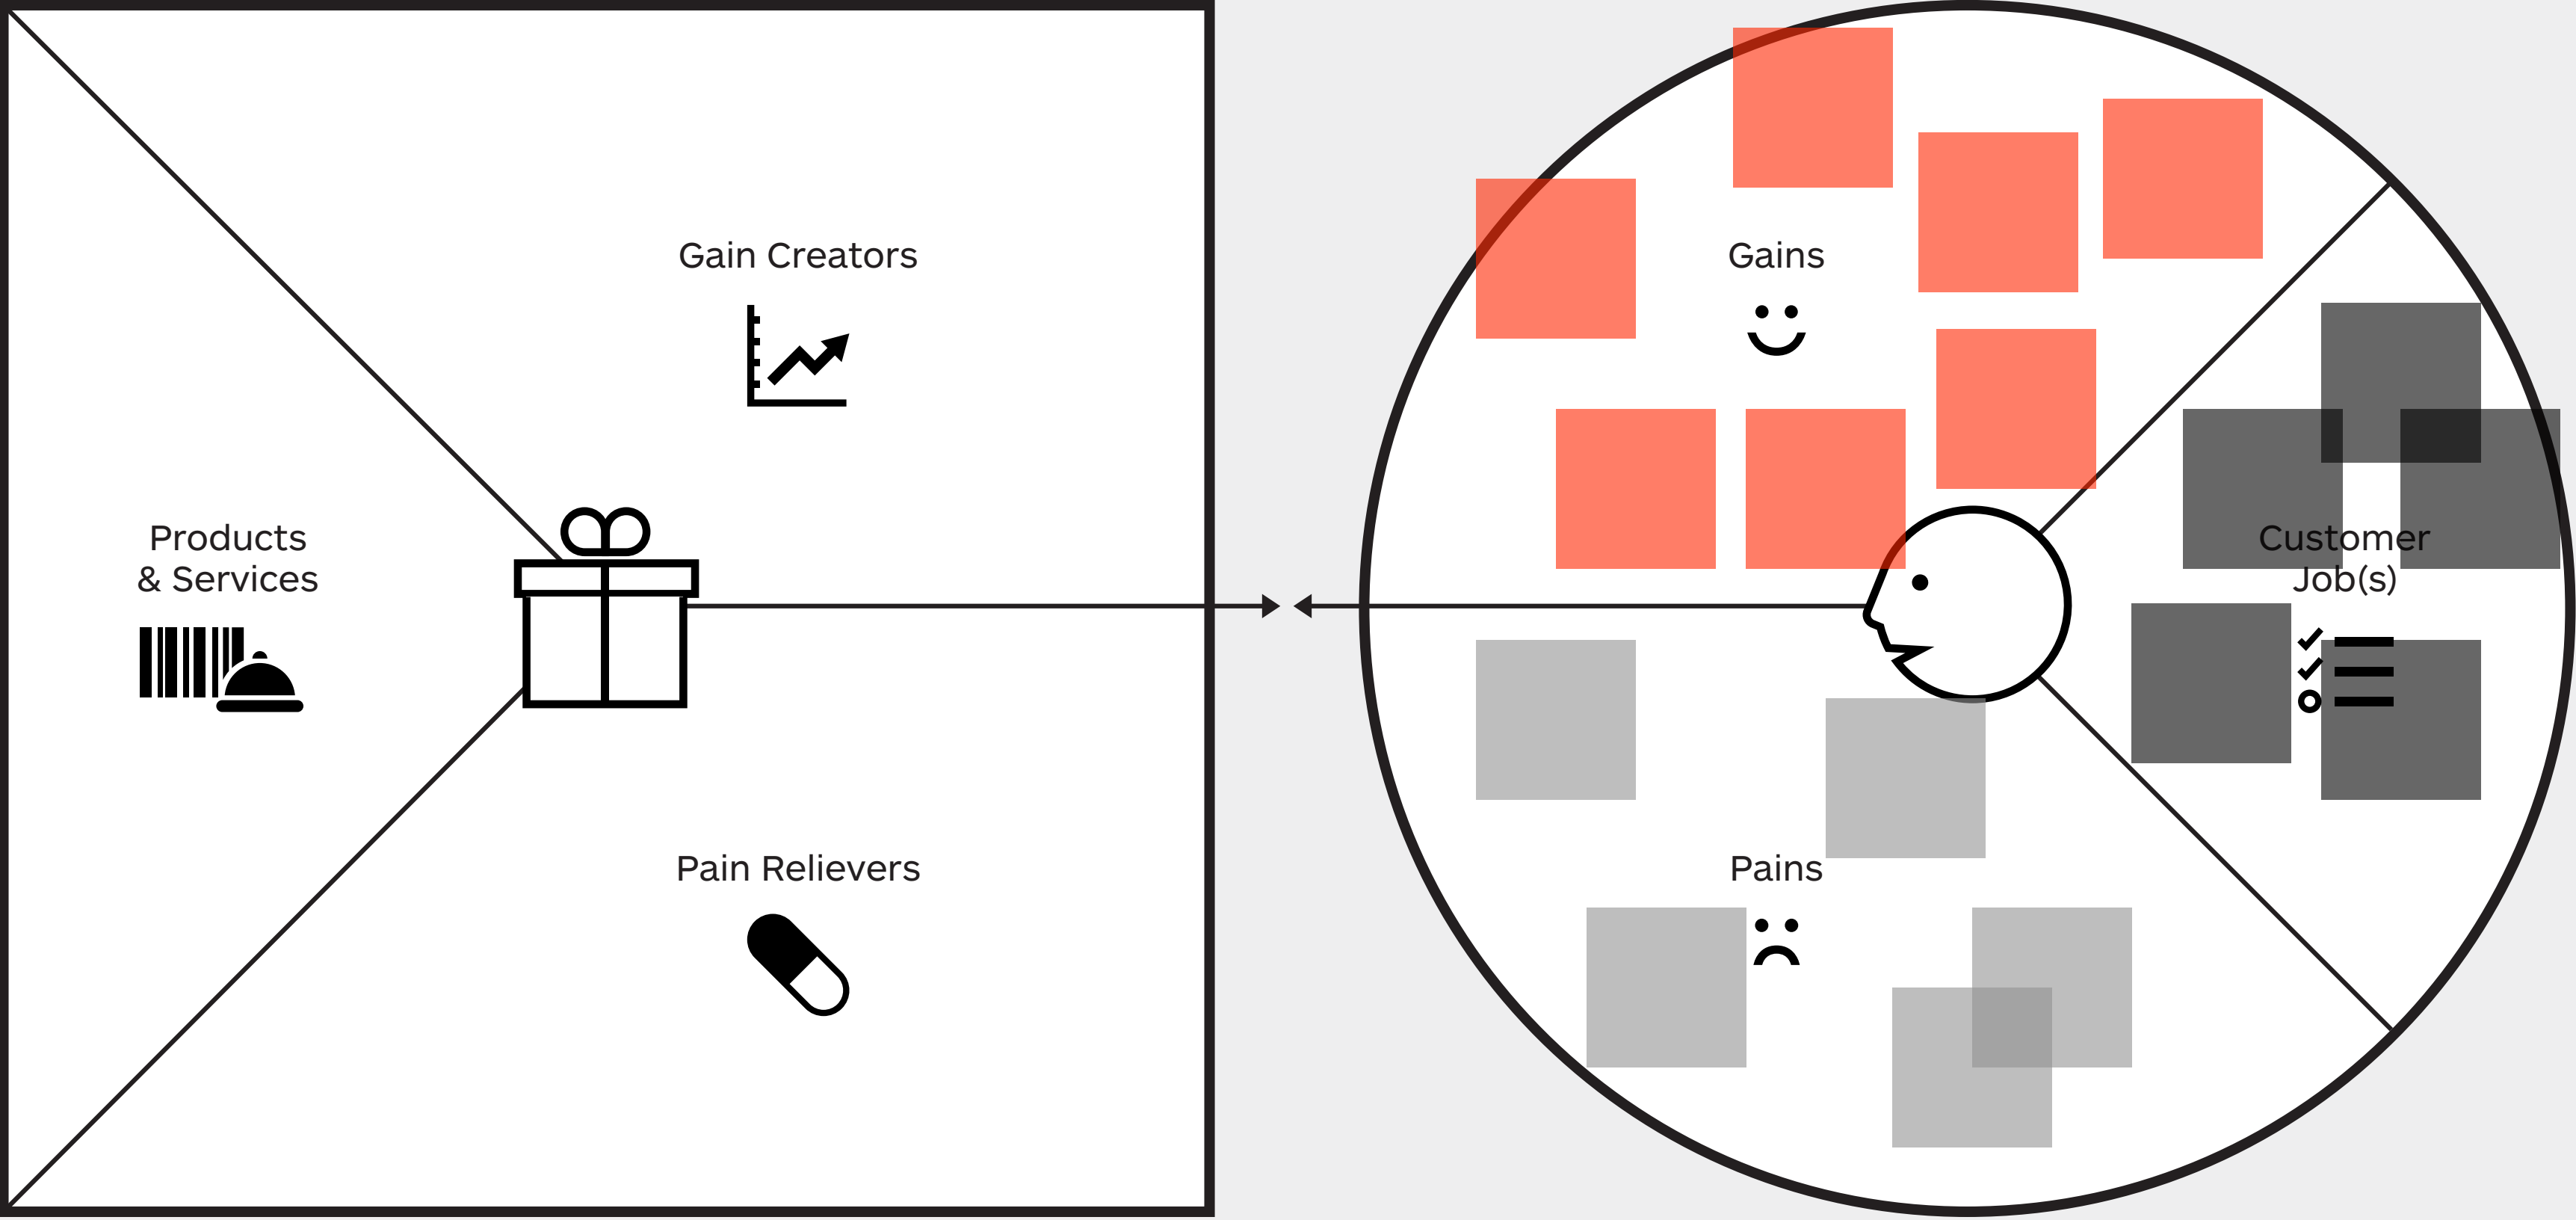 Gain Creators
Products
& Services
Pain Relievers
Gains
Customer
Job(s)
Pains